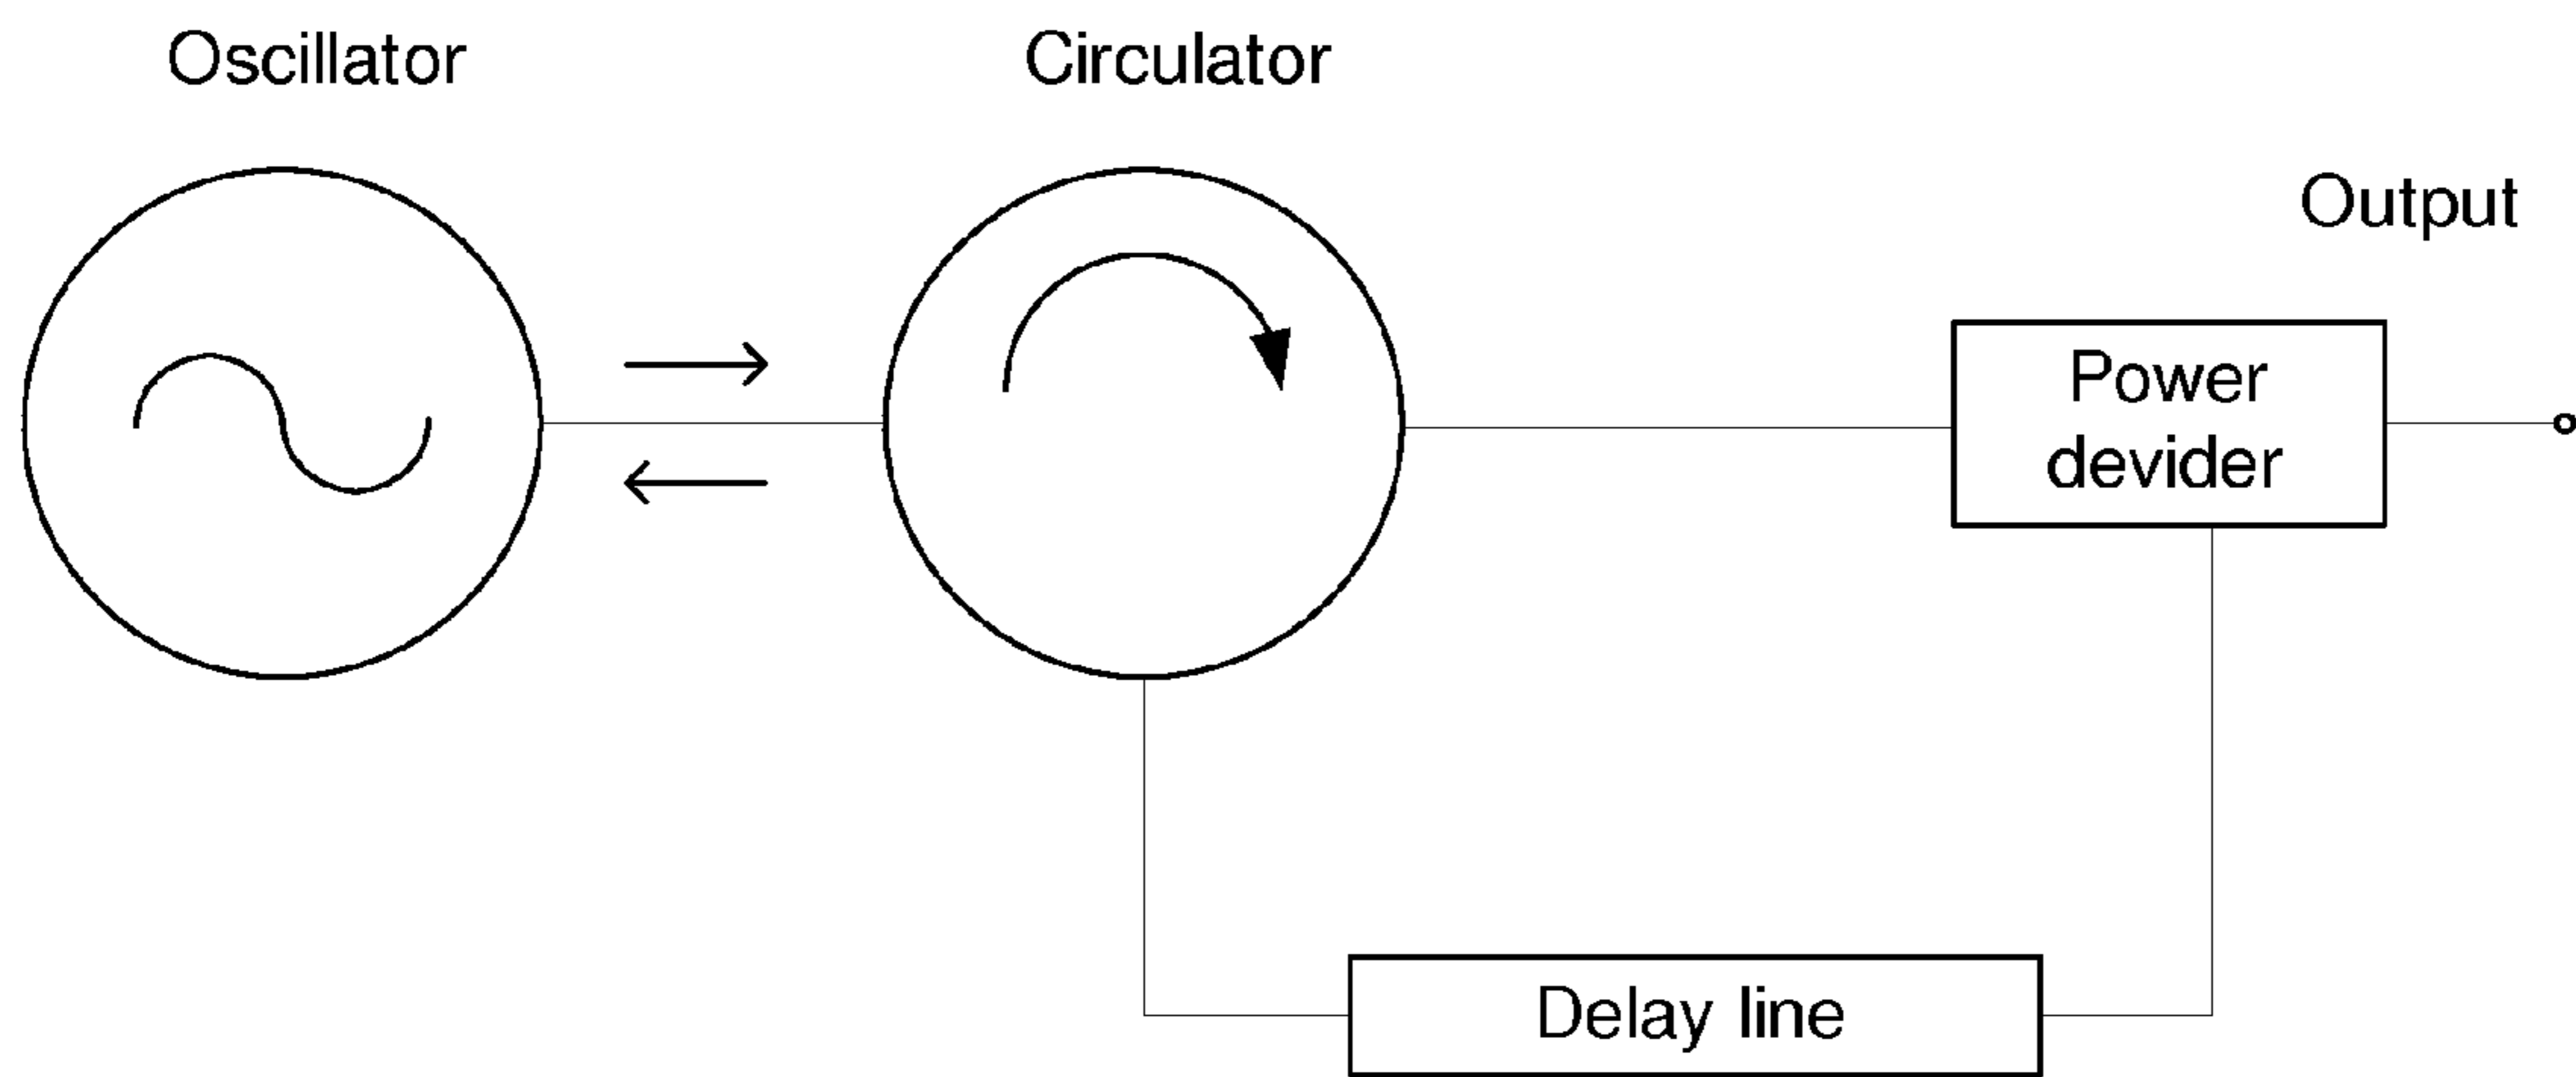 Oscillator
Circulator
Output
Power
devider
Delay line